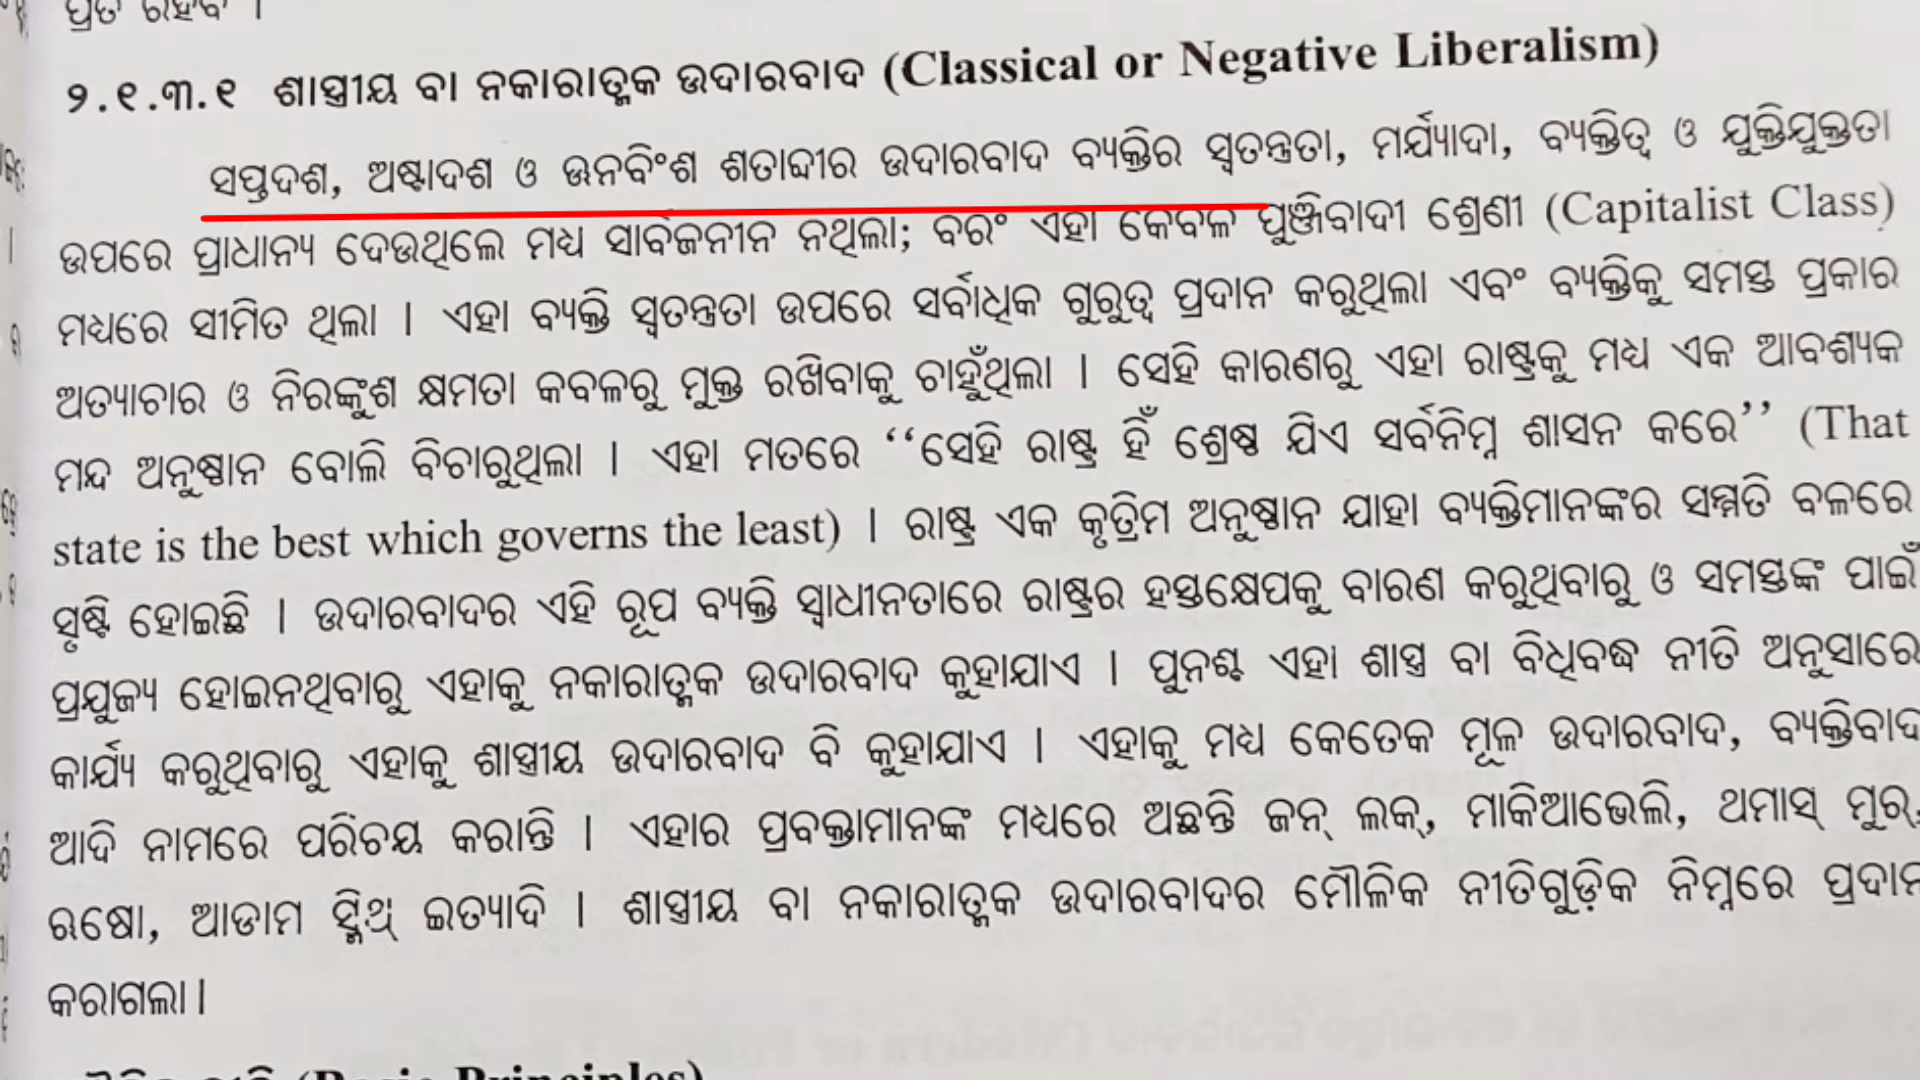 ପ୍ରତି ରହିବ ।
୨.୧.୩.୧ ଶାସ୍ତ୍ରୀୟ ବା ନକାରାତ୍ମକ ଉଦାରବାଦ (Classical or Negative Liberalism)
ସପ୍ତଦଶ, ଅଷ୍ଟାଦଶ ଓ ଊନବିଂଶ ଶତାବ୍ଦୀର ଉଦାରବାଦ ବ୍ୟକ୍ତିର ସ୍ୱତନ୍ତ୍ରତା, ମର୍ଯ୍ୟାଦା, ବ୍ୟକ୍ତିତ୍ୱ ଓ ଯୁକ୍ତିଯୁକ୍ତତା
ଉପରେ ପ୍ରାଧାନ୍ୟ ଦେଉଥିଲେ ମଧ୍ୟ ସାର୍ବଜନୀନ ନଥିଲା; ବରଂ ଏହା କେବଳ ପୁଞ୍ଜିବାଦୀ ଶ୍ରେଣୀ (Capitalist Class)
ମଧ୍ୟରେ ସୀମିତ ଥିଲା । ଏହା ବ୍ୟକ୍ତି ସ୍ୱତନ୍ତ୍ରତା ଉପରେ ସର୍ବାଧିକ ଗୁରୁତ୍ୱ ପ୍ରଦାନ କରୁଥିଲା ଏବଂ ବ୍ୟକ୍ତିକୁ ସମସ୍ତ ପ୍ରକାର
ଅତ୍ୟାଚାର ଓ ନିରଙ୍କୁଶ କ୍ଷମତା କବଳରୁ ମୁକ୍ତ ରଖିବାକୁ ଚାହୁଁଥିଲା । ସେହି କାରଣରୁ ଏହା ରାଷ୍ଟ୍ରକୁ ମଧ୍ୟ ଏକ ଆବଶ୍ୟକ
ମନ୍ଦ ଅନୁଷ୍ଠାନ ବୋଲି ବିଚାରୁଥିଲା । ଏହା ମତରେ ‘‘ସେହି ରାଷ୍ଟ୍ର ହିଁ ଶ୍ରେଷ୍ଠ ଯିଏ ସର୍ବନିମ୍ନ ଶାସନ କରେ’’ (That
state is the best which governs the least) । ରାଷ୍ଟ୍ର ଏକ କୃତ୍ରିମ ଅନୁଷ୍ଠାନ ଯାହା ବ୍ୟକ୍ତିମାନଙ୍କର ସମ୍ମତି ବଳରେ
ସୃଷ୍ଟି ହୋଇଛି । ଉଦାରବାଦର ଏହି ରୂପ ବ୍ୟକ୍ତି ସ୍ୱାଧୀନତାରେ ରାଷ୍ଟ୍ରର ହସ୍ତକ୍ଷେପକୁ ବାରଣ କରୁଥିବାରୁ ଓ ସମସ୍ତଙ୍କ ପାଇଁ
ପ୍ରଯୁଜ୍ୟ ହୋଇନଥିବାରୁ ଏହାକୁ ନକାରାତ୍ମକ ଉଦାରବାଦ କୁହାଯାଏ । ପୁନଶ୍ଚ ଏହା ଶାସ୍ତ୍ର ବା ବିଧିବଦ୍ଧ ନୀତି ଅନୁସାରେ
କାର୍ଯ୍ୟ କରୁଥିବାରୁ ଏହାକୁ ଶାସ୍ତ୍ରୀୟ ଉଦାରବାଦ ବି କୁହାଯାଏ । ଏହାକୁ ମଧ୍ୟ କେତେକ ମୂଳ ଉଦାରବାଦ, ବ୍ୟକ୍ତିବାଦ
ଆଦି ନାମରେ ପରିଚୟ କରାନ୍ତି । ଏହାର ପ୍ରବକ୍ତାମାନଙ୍କ ମଧ୍ୟରେ ଅଛନ୍ତି ଜନ୍ ଲକ୍, ମାକିଆଭେଲି, ଥମାସ୍ ମୁର୍,
ଋଷୋ, ଆଡାମ ସ୍ମିଥ୍ ଇତ୍ୟାଦି । ଶାସ୍ତ୍ରୀୟ ବା ନକାରାତ୍ମକ ଉଦାରବାଦର ମୌଳିକ ନୀତିଗୁଡ଼ିକ ନିମ୍ନରେ ପ୍ରଦାନ
କରାଗଲା ।
(Basic Principles)